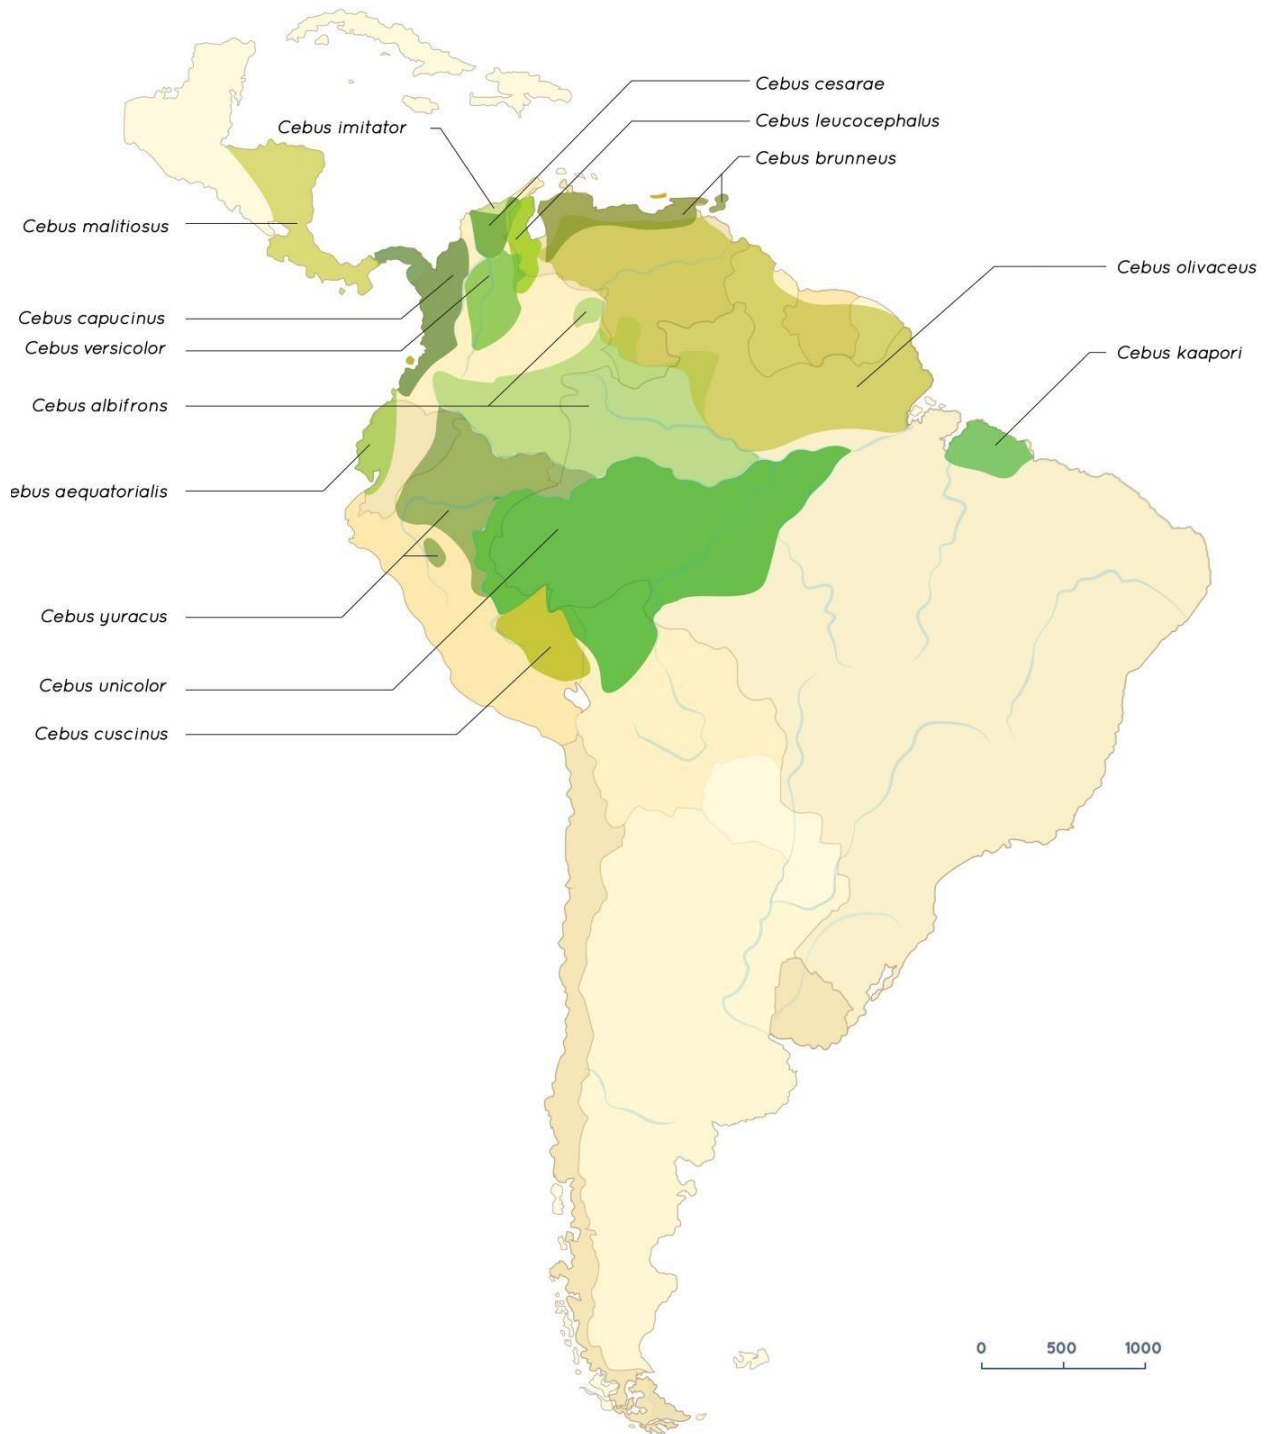 Cebus cesarae
Cebus leucocephalus
Cebus imitator
Cebus brunneus
Cebus malitiosus
Cebus olivaceus
Cebus capucinus
Cebus versicolor
Cebus kaapori
Cebus albifrons
ebus aequatorialis
Cebus yuracus
Cebus unicolor
Cebus cuscinus
0 500 1000